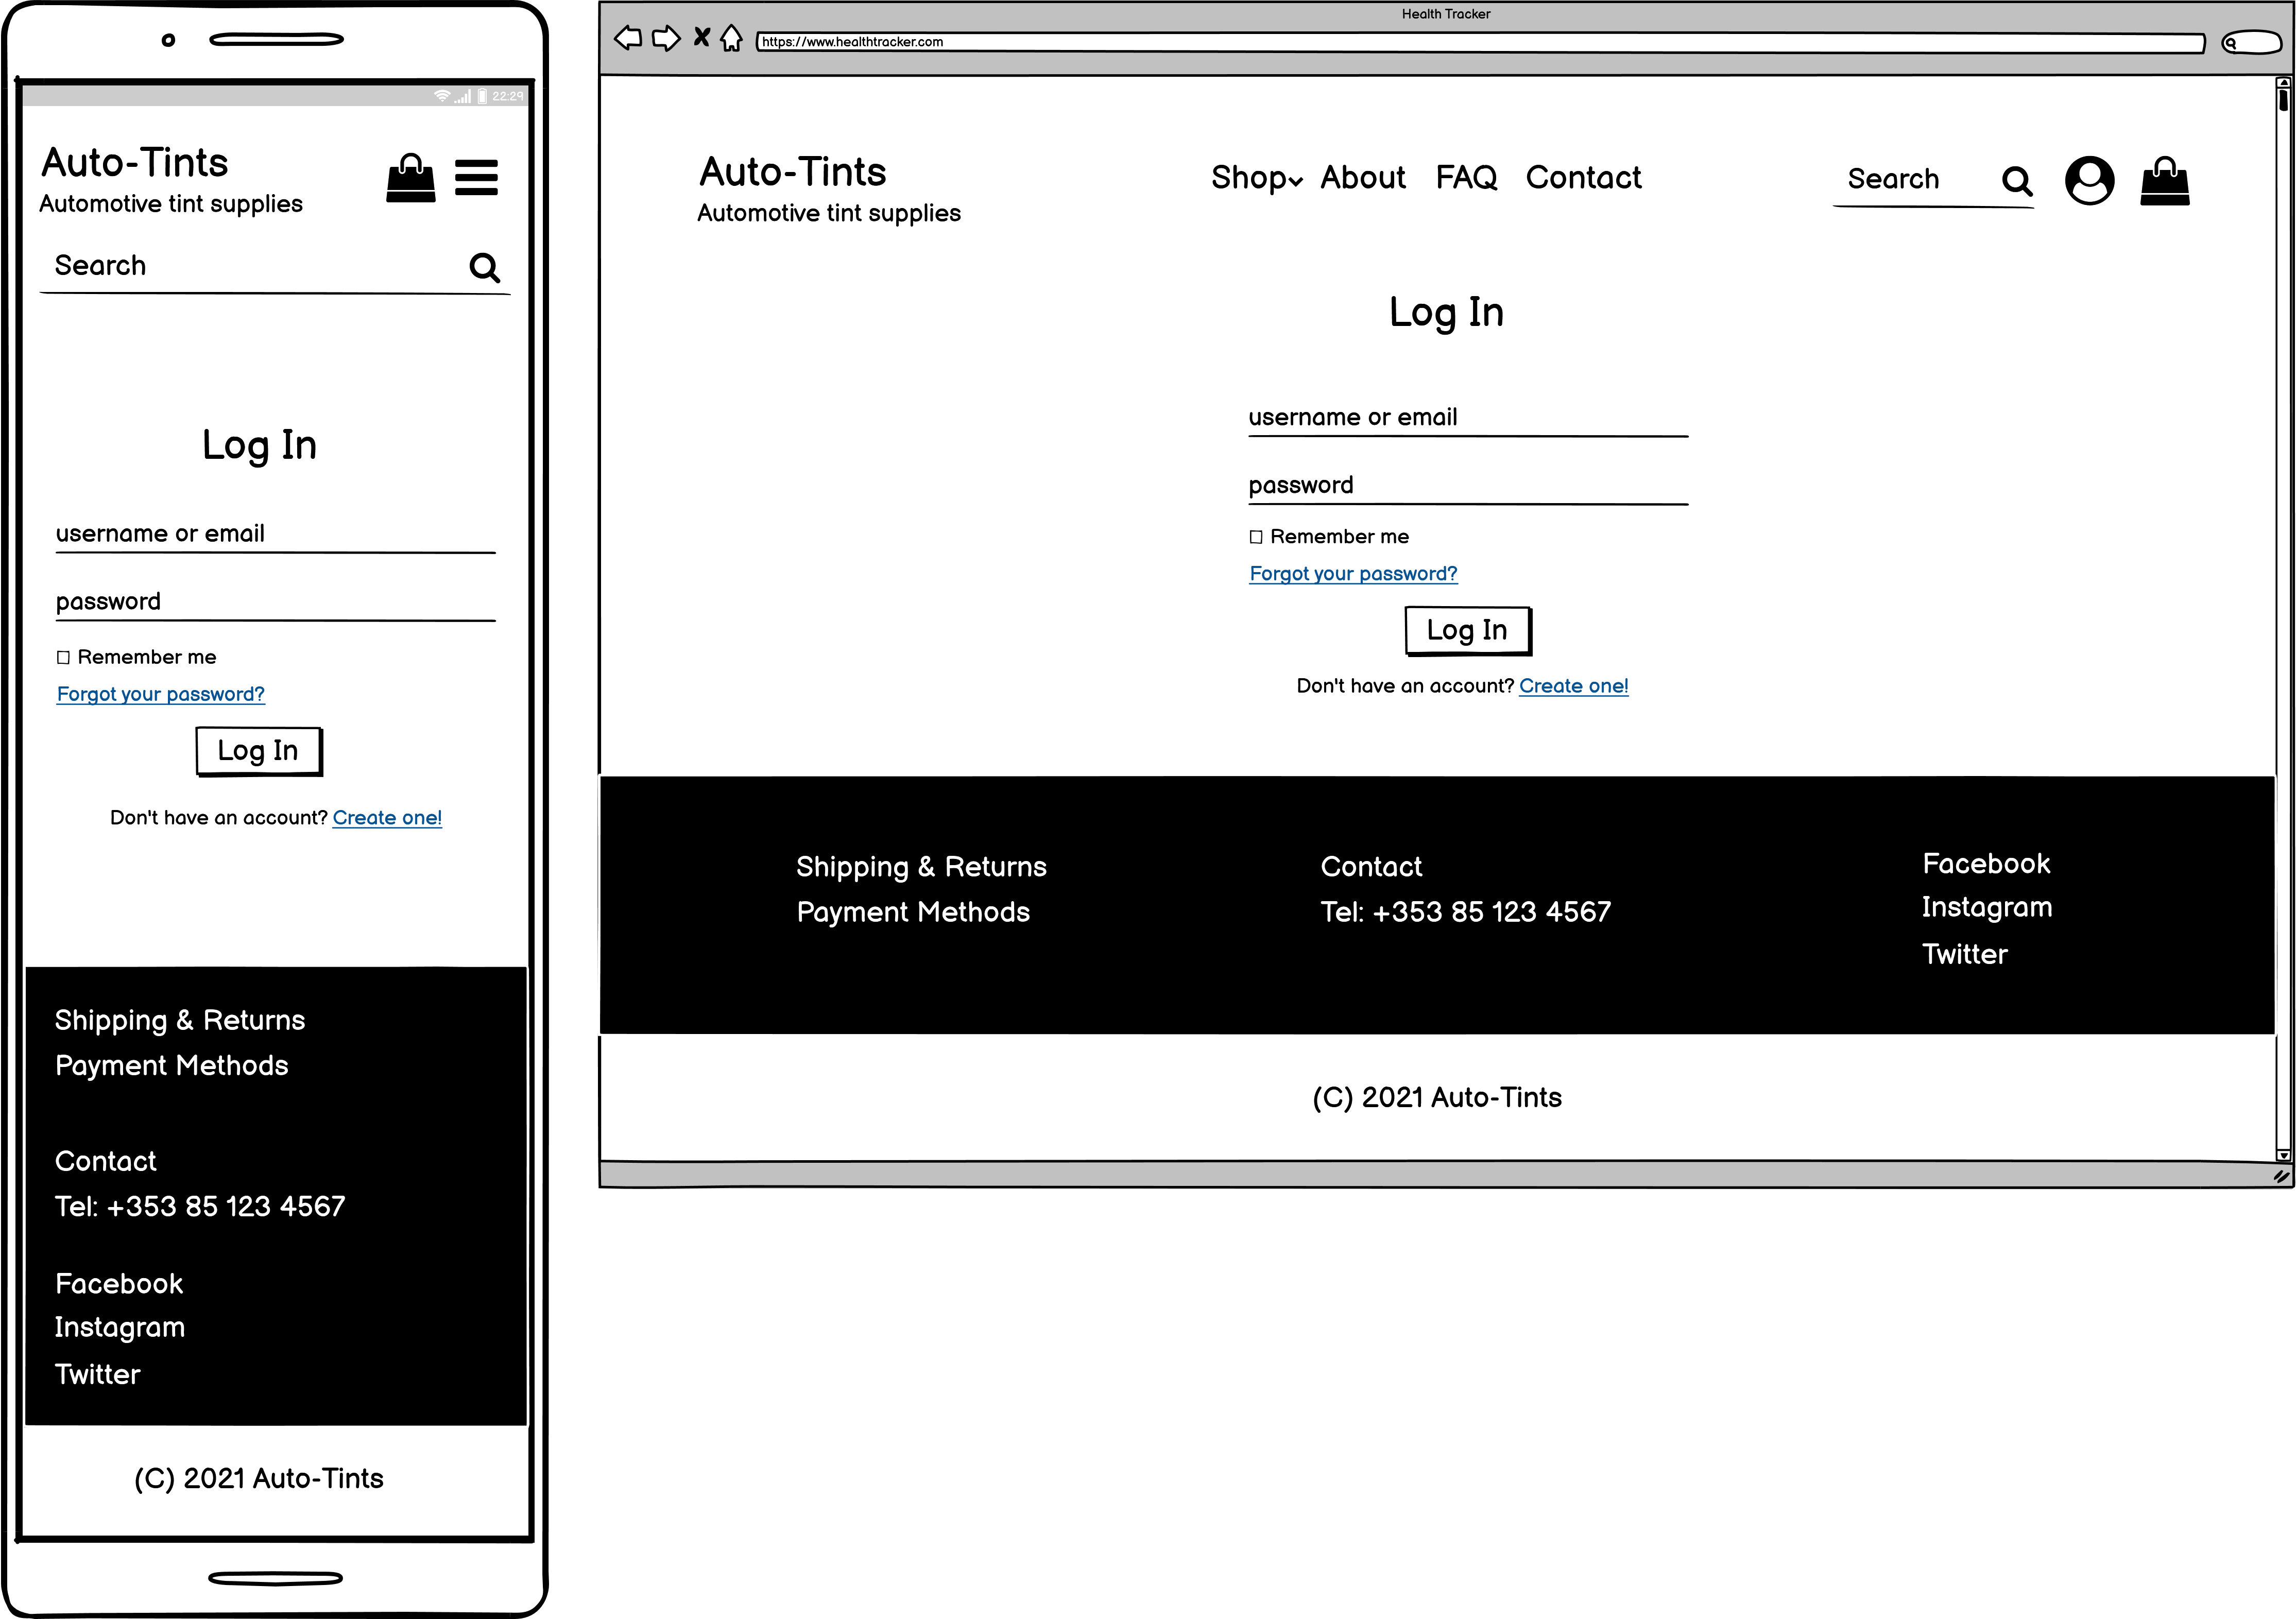 22:29
Auto-Tints
Automotive tint supplies
Search
Log In
username or email
password
Remember me
Forgot your password?
Log In
Don't have an account? Create one!
Shipping & Returns
Payment Methods
Contact
Tel: +353 85 123 4567
Facebook
Instagram
Twitter
(C) 2021 Auto-Tints
Health Tracker
https://www.healthtracker.com
Auto-Tints
Automotive tint supplies
Shop About FAQ Contact
Search
Log In
username or email
password
Remember me
Forgot your password?
Log In
Don't have an account? Create one!
Shipping & Returns
Payment Methods
Contact
Tel: +353 85 123 4567
Facebook
Instagram
Twitter
(C) 2021 Auto-Tints